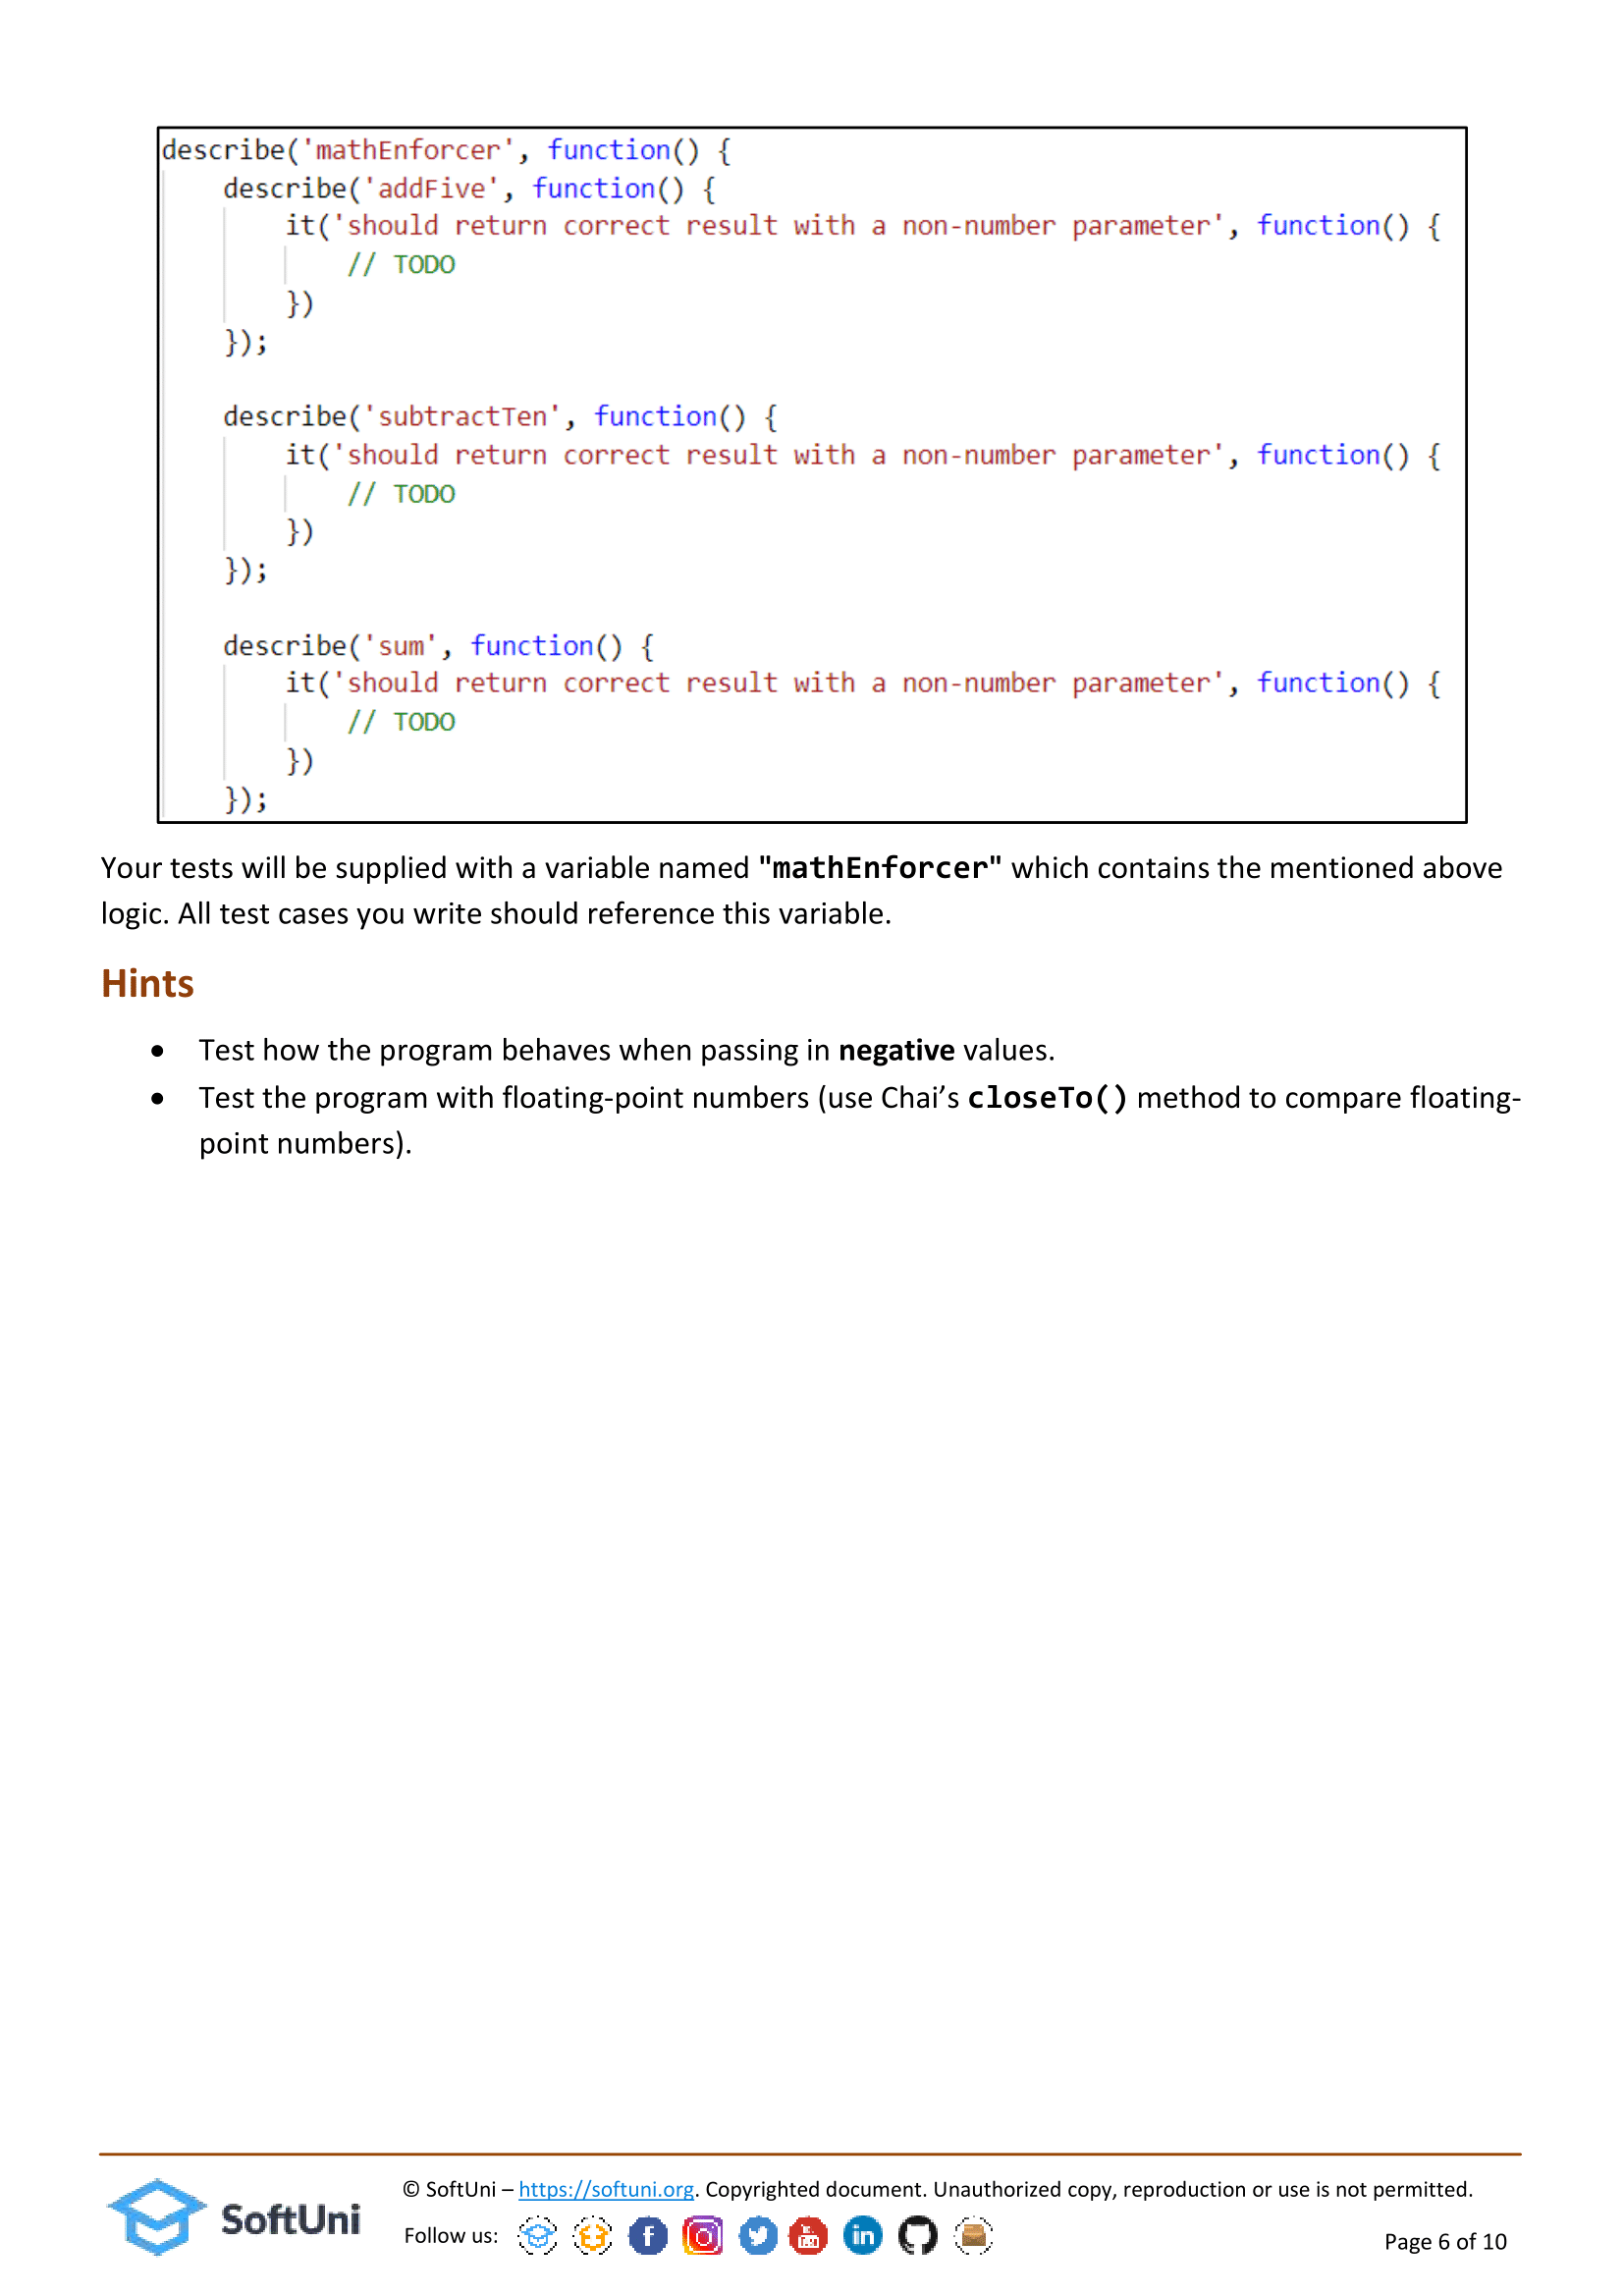 describe('mathEnforcer', function() {
describe('addFive', function() {
it('should return correct result with a non-number parameter', function() {
// TODO
})
});
describe('subtractTen', function() {
it('should return correct result with a non-number parameter', function() {
// TODO
})
});
describe('sum', function() {
it('should return correct result with a non-number parameter', function() {
// TODO
})
});
Your tests will be supplied with a variable named "mathEnforcer" which contains the mentioned above
logic. All test cases you write should reference this variable.
Hints
• Test how the program behaves when passing in negative values.
• Test the program with floating-point numbers (use Chai’s closeTo() method to compare floating-
point numbers).
SoftUni
© SoftUni – https://softuni.org. Copyrighted document. Unauthorized copy, reproduction or use is not permitted.
Follow us:
Page 6 of 10